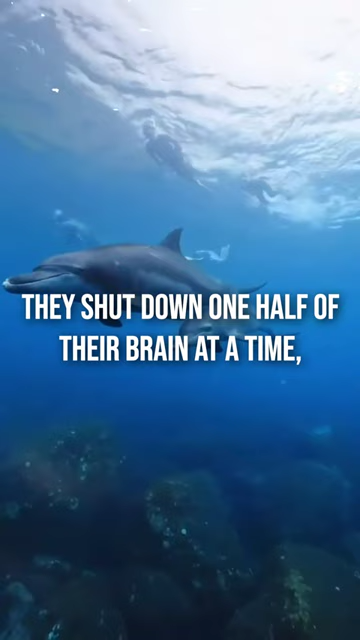 THEY SHUT DOWN ONE HALF OF
THEIR BRAIN AT A TIME,